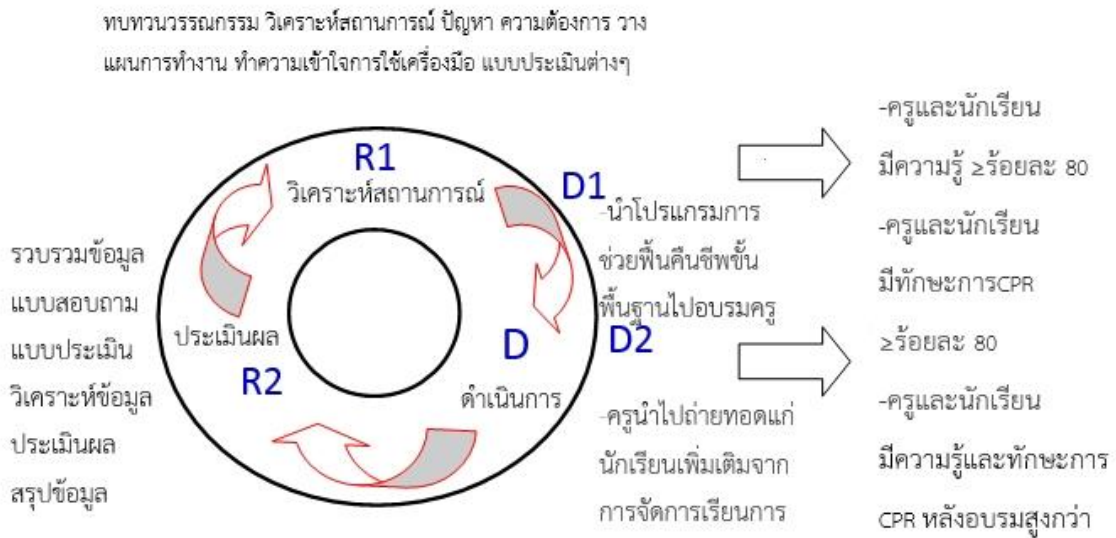 ทบทวนวรรณกรรม วิเคราะห์สถานการณ์ ปัญหา ความต้องการ วาง
แผนการทำงาน ทำความเข้าใจการใช้เครื่องมือ แบบประเมินต่างๆ
R1
วิเคราะห์สถานการณ์
D1
-นำโปรแกรมการ
ช่วยฟื้นคืนชีพขั้น
พื้นฐานไปอบรมครู
D
ดำเนินการ
D2
-ครูนำไปถ่ายทอดแก่
นักเรียนเพิ่มเติมจาก
การจัดการเรียนการ
ประเมินผล
R2
รวบรวมข้อมูล
แบบสอบถาม
แบบประเมิน
วิเคราะห์ข้อมูล
ประเมินผล
สรุปข้อมูล
-ครูและนักเรียน
มีความรู้ ≥ร้อยละ 80
-ครูและนักเรียน
มีทักษะการCPR
≥ร้อยละ 80
-ครูและนักเรียน
มีความรู้และทักษะการ
CPR หลังอบรมสูงกว่า